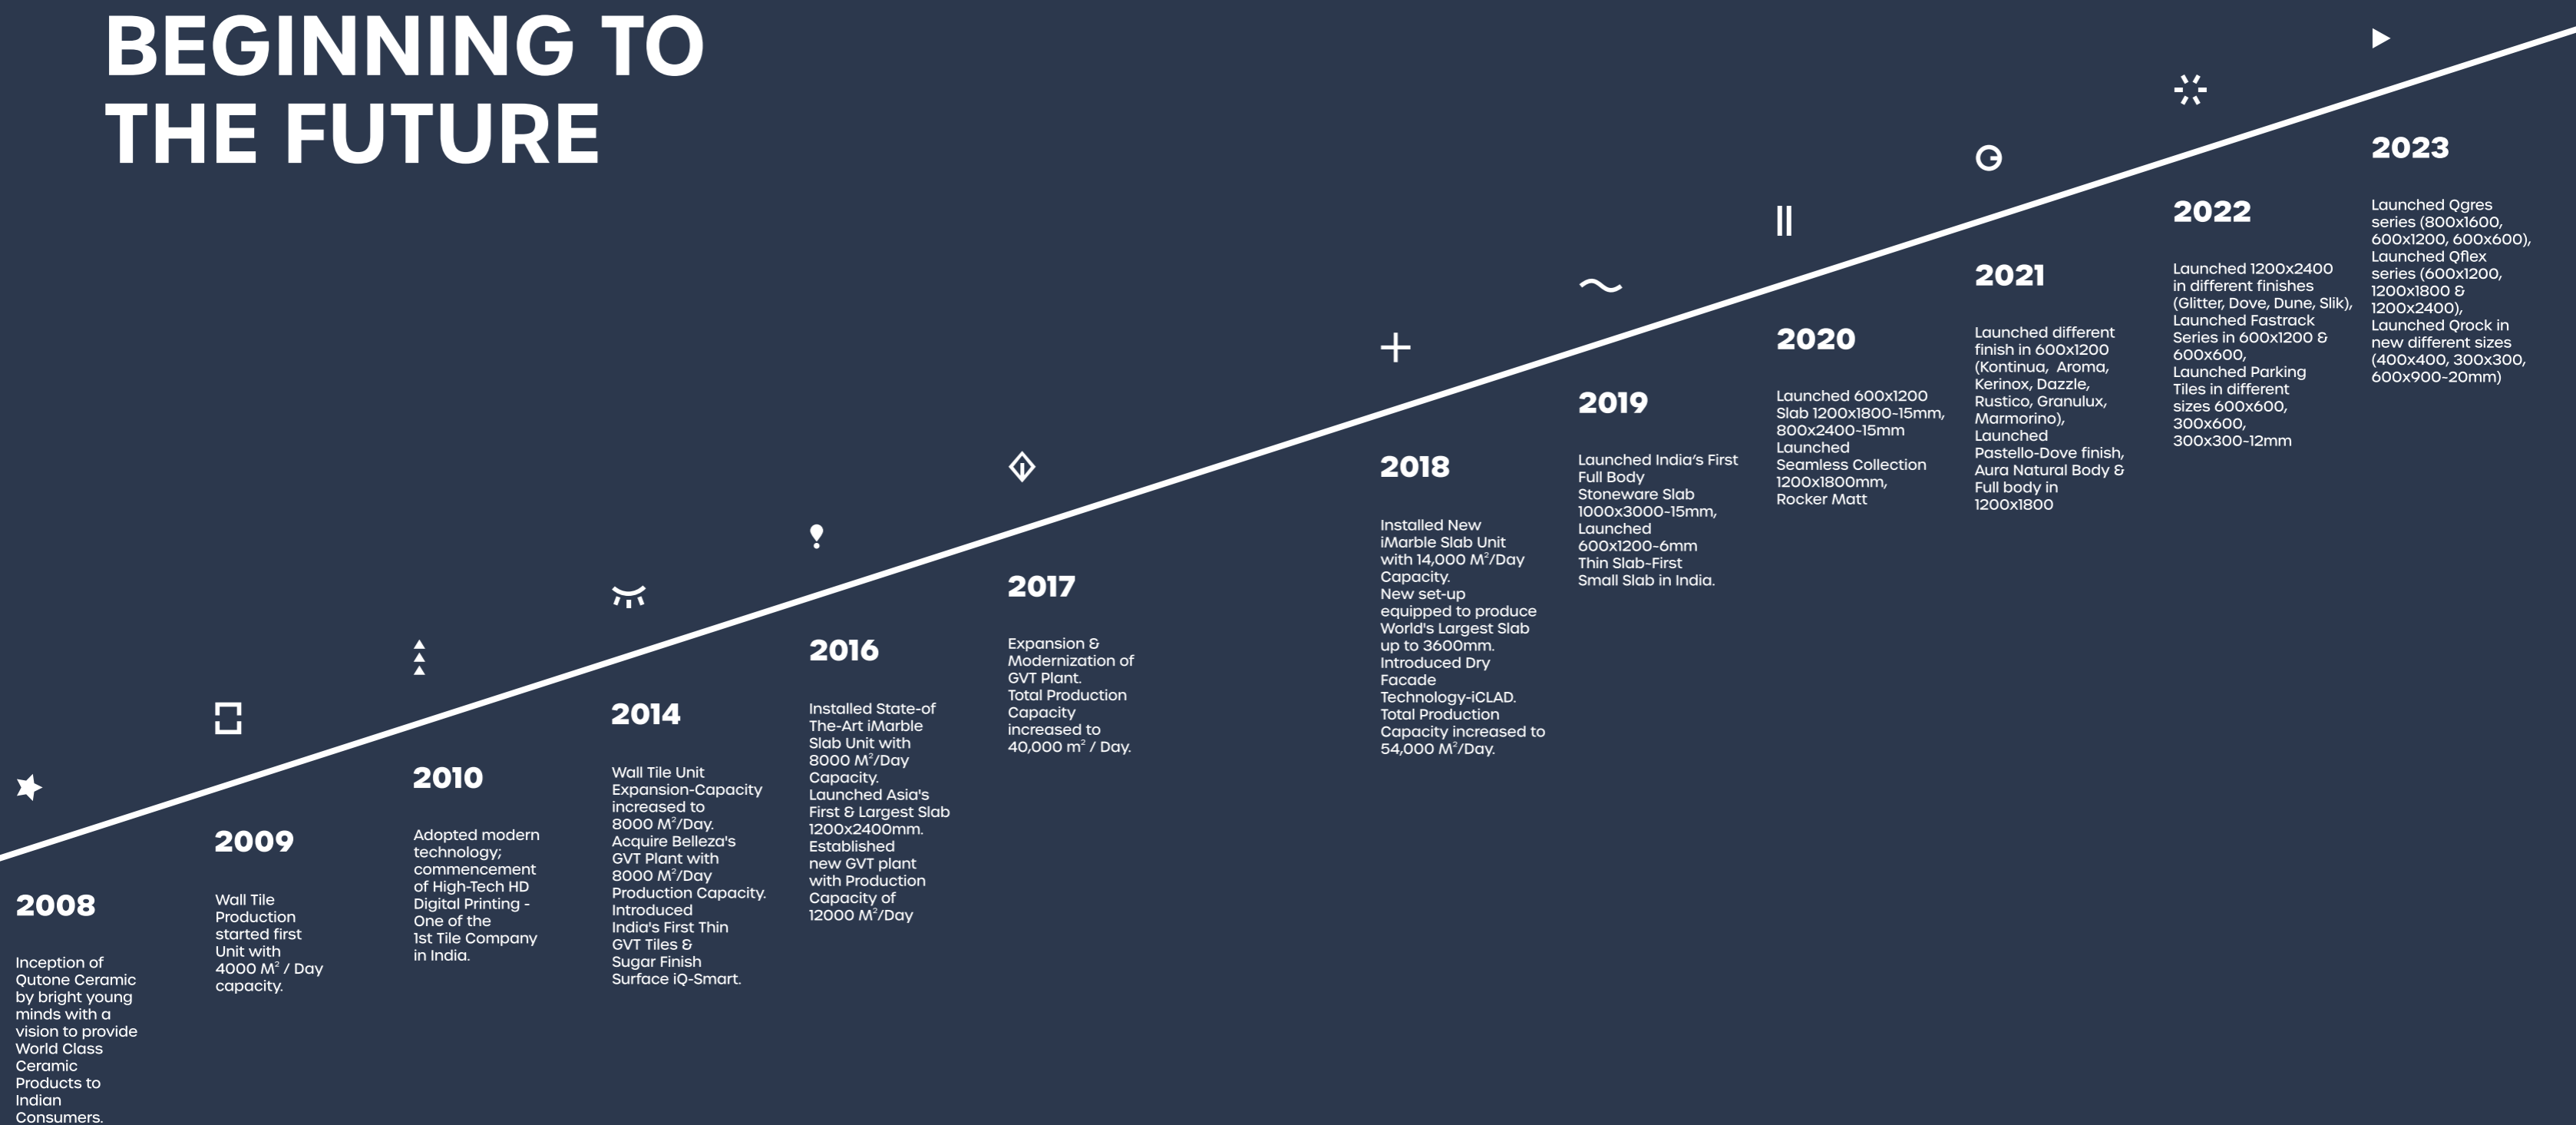 BEGINNING TO
THE FUTURE
2008
Inception of
Qutone Ceramic
by bright young
minds with a
vision to provide
World Class
Ceramic
Products to
Indian
Consumers.
2009
Wall Tile
Production
started first
Unit with
4000 M² / Day
capacity.
2010
Adopted modern
technology;
commencement
of High-Tech HD
Digital Printing -
One of the
1st Tile Company
in India.
2014
Wall Tile Unit
Expansion-Capacity
increased to
8000 M²/Day.
Acquire Belleza's
GVT Plant with
8000 M²/Day
Production Capacity.
Introduced
India's First Thin
GVT Tiles &
Sugar Finish
Surface iQ-Smart.
2016
Installed State-of
The-Art iMarble
Slab Unit with
8000 M²/Day
Capacity.
Launched Asia's
First & Largest Slab
1200x2400mm.
Established
new GVT plant
with Production
Capacity of
12000 M²/Day
2017
Expansion &
Modernization of
GVT Plant.
Total Production
Capacity
increased to
40,000 m² / Day.
2018
Installed New
iMarble Slab Unit
with 14,000 M²/Day
Capacity.
New set-up
equipped to produce
World's Largest Slab
up to 3600mm.
Introduced Dry
Facade
Technology-iCLAD.
Total Production
Capacity increased to
54,000 M²/Day.
2019
Launched India's First
Full Body
Stoneware Slab
1000x3000-15mm,
Launched
600x1200-6mm
Thin Slab-First
Small Slab in India.
2020
Launched 600x1200
Slab 1200x1800-15mm,
800x2400-15mm
Launched
Seamless Collection
1200x1800mm,
Rocker Matt
2021
Launched different
finish in 600x1200
(Kontinua, Aroma,
Kerinox, Dazzle,
Rustico, Granulux,
Marmorino),
Launched
Pastello-Dove finish,
Aura Natural Body &
Full body in
1200x1800
2022
Launched 1200x2400
in different finishes
(Glitter, Dove, Dune, Slik),
Launched Fastrack
Series in 600x1200 &
600x600,
Launched Parking
Tiles in different
sizes 600x600,
300x600,
300x300-12mm
2023
Launched Qgres
series (800x1600,
600x1200, 600x600),
Launched Qflex
series (600x1200,
1200x1800 &
1200x2400),
Launched Qrock in
new different sizes
(400x400, 300x300,
600x900-20mm)